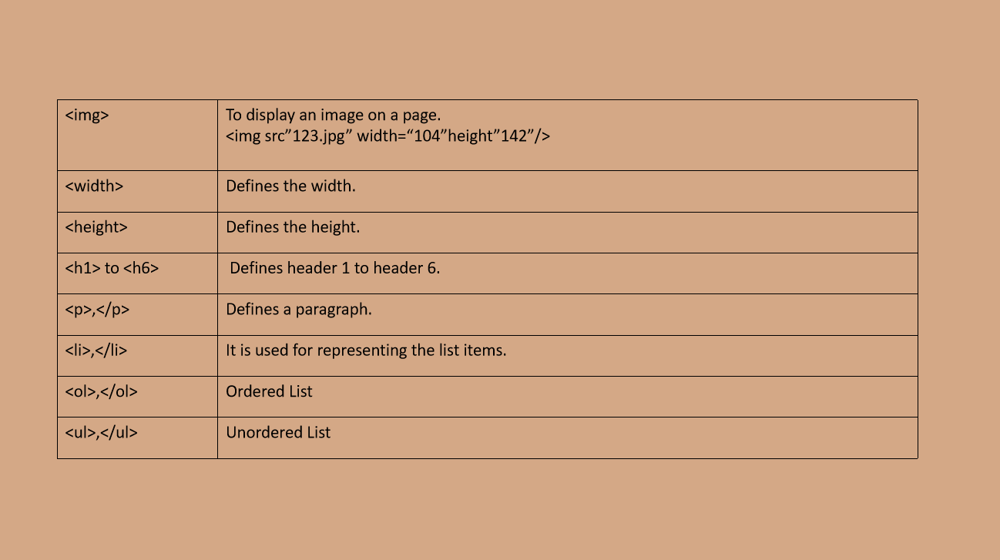 <img>
To display an image on a page.
<img src”123.jpg” width=“104”height”142”/>
<width>
Defines the width.
<height>
Defines the height.
<h1> to <h6>
Defines header 1 to header 6.
<p>,</p>
Defines a paragraph.
<li>,</li>
It is used for representing the list items.
<ol>,</ol>
Ordered List
<ul>,</ul>
Unordered List